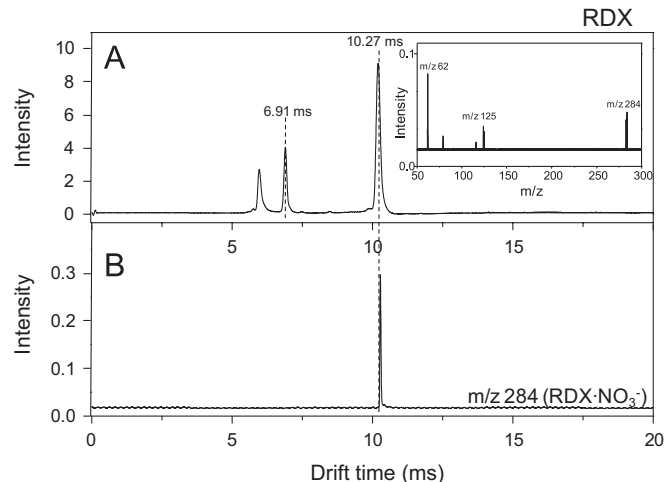 RDX
A
10.27 ms
6.91 ms
Intensity
10
8
6
4
2
0
5
10
15
0.1
0.0
Intensity
m/z 62
m/z 125
m/z 284
50
100
150
200
250
300
m/z
B
Intensity
0.3
0.2
0.1
0.0
m/z 284 (RDX·NO₃⁻)
0
5
10
15
20
Drift time (ms)